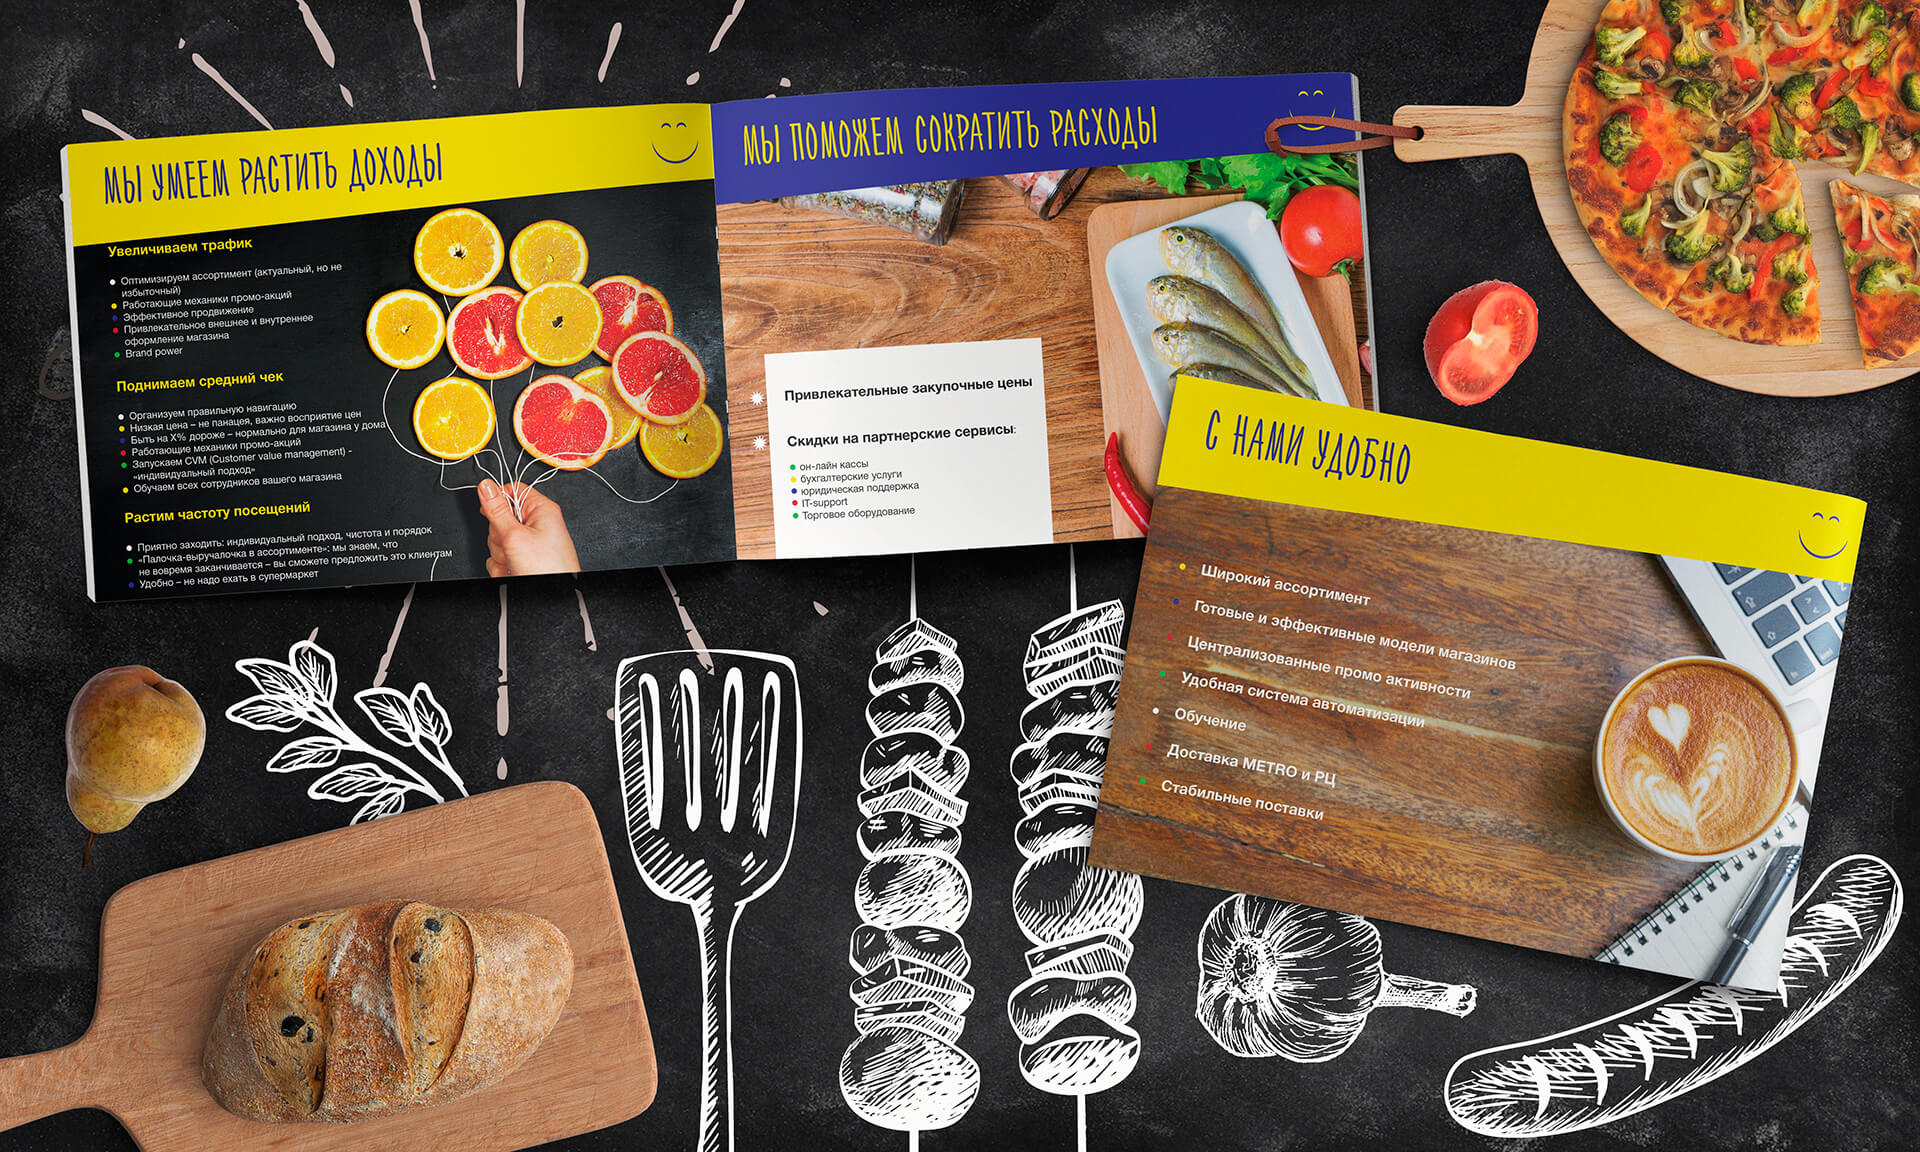 МЫ УМЕЕМ РАСТИТЬ ДОХОДЫ
Увеличиваем трафик
Оптимизируем ассортимент (актуальный, но не
избыточный)
Работающие механики промо-акций
Эффективное продвижение
Привлекательное внешнее и внутреннее
оформление магазина
Brand power
Поднимаем средний чек
Организуем правильную навигацию
Низкая цена – не панацея, важно восприятие цен
Быть на X% дороже – нормально для магазина у дома
Работающие механики промо-акций
Запускаем CVM (Customer value management) -
«индивидуальный подход»
Обучаем всех сотрудников вашего магазина
Растим частоту посещений
Приятно заходить: индивидуальный подход, чистота и порядок
«Палочка-выручалочка в ассортименте»: мы знаем, что
не вовремя заканчивается – вы сможете предложить это клиентам
Удобно – не надо ехать в супермаркет
МЫ ПОМОЖЕМ СОКРАТИТЬ РАСХОДЫ
Привлекательные закупочные цены
Скидки на партнерские сервисы:
он-лайн кассы
бухгалтерские услуги
юридическая поддержка
IT-support
Торговое оборудование
С НАМИ УДОБНО
Широкий ассортимент
Готовые и эффективные модели магазинов
Централизованные промо активности
Удобная система автоматизации
Обучение
Доставка METRO и РЦ
Стабильные поставки